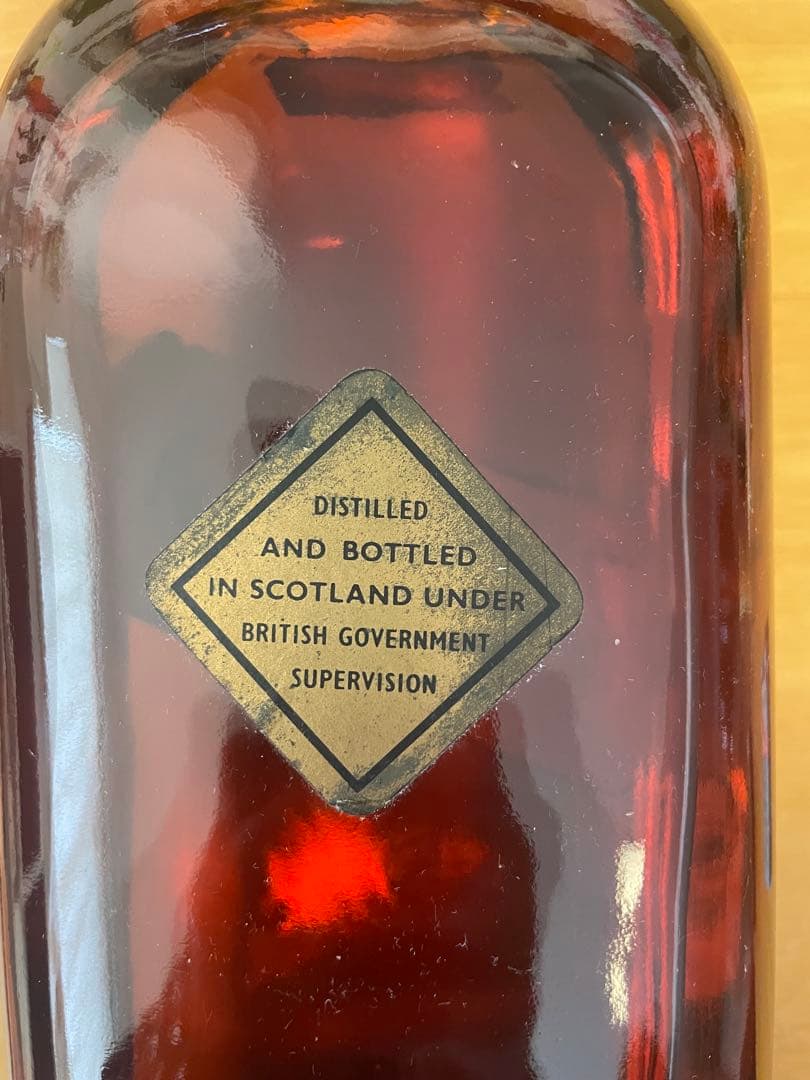 DISTILLED
AND BOTTLED
IN SCOTLAND UNDER
BRITISH GOVERNMENT
SUPERVISION